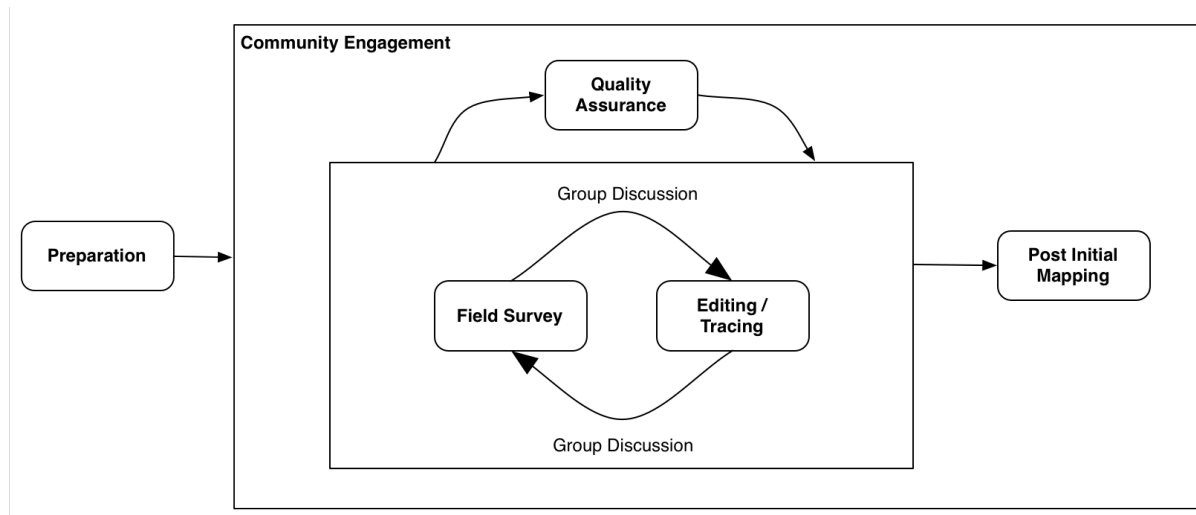 Community Engagement
Quality
Assurance
Group Discussion
Preparation
Field Survey
Editing /
Tracing
Post Initial
Mapping
Group Discussion